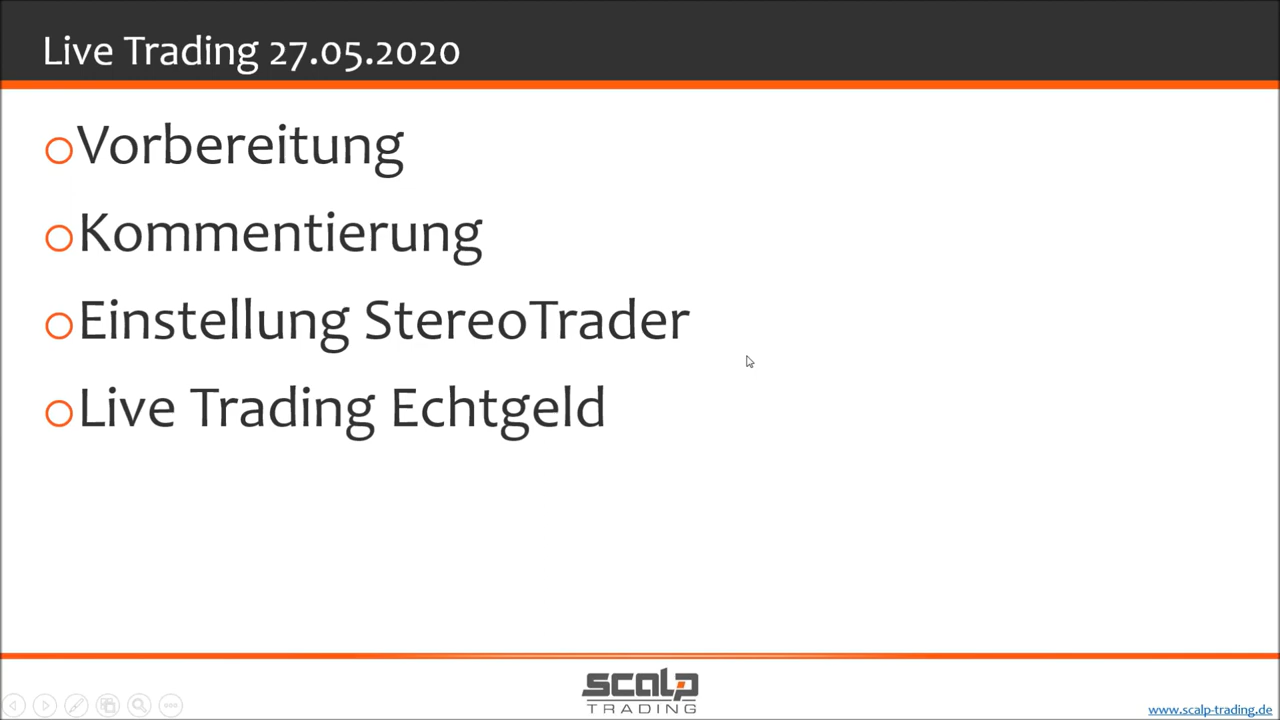 Live Trading 27.05.2020
Vorbereitung
Kommentierung
Einstellung StereoTrader
Live Trading Echtgeld
scalp
TRADING
www.scalp-trading.de